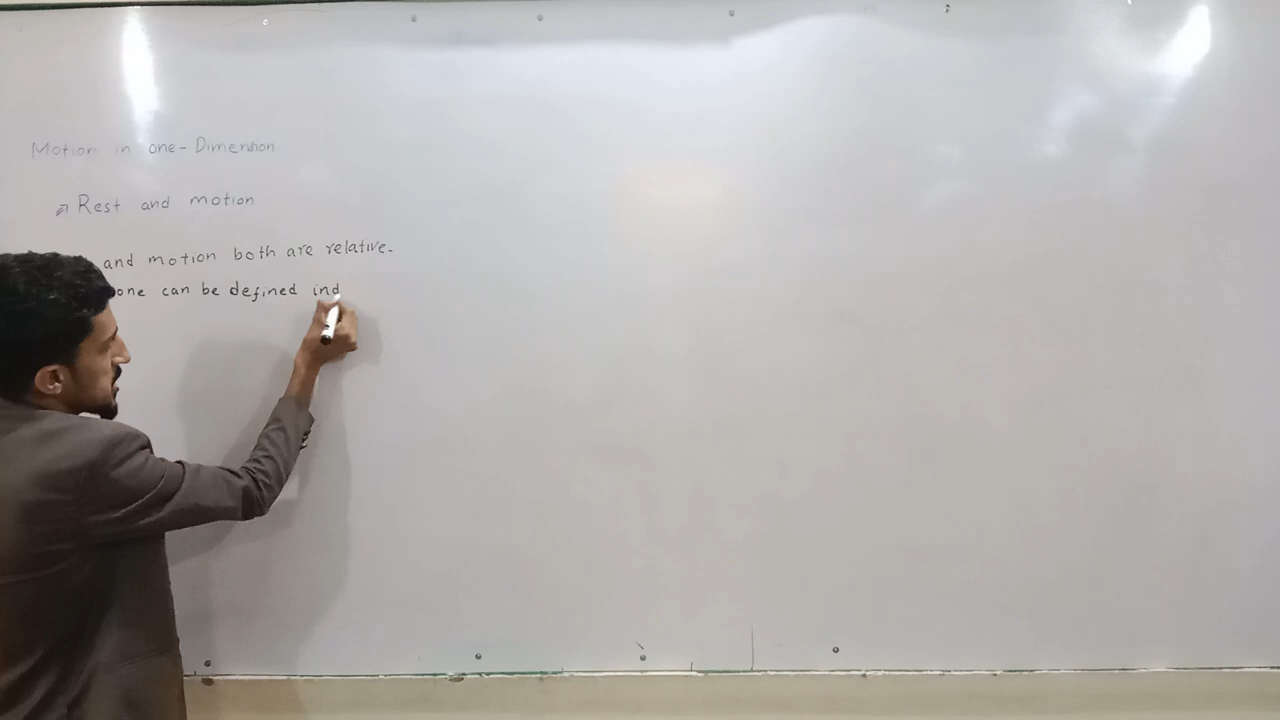 Motion in one-Dimension
Rest and motion
and motion both are relative.
one can be defined ind